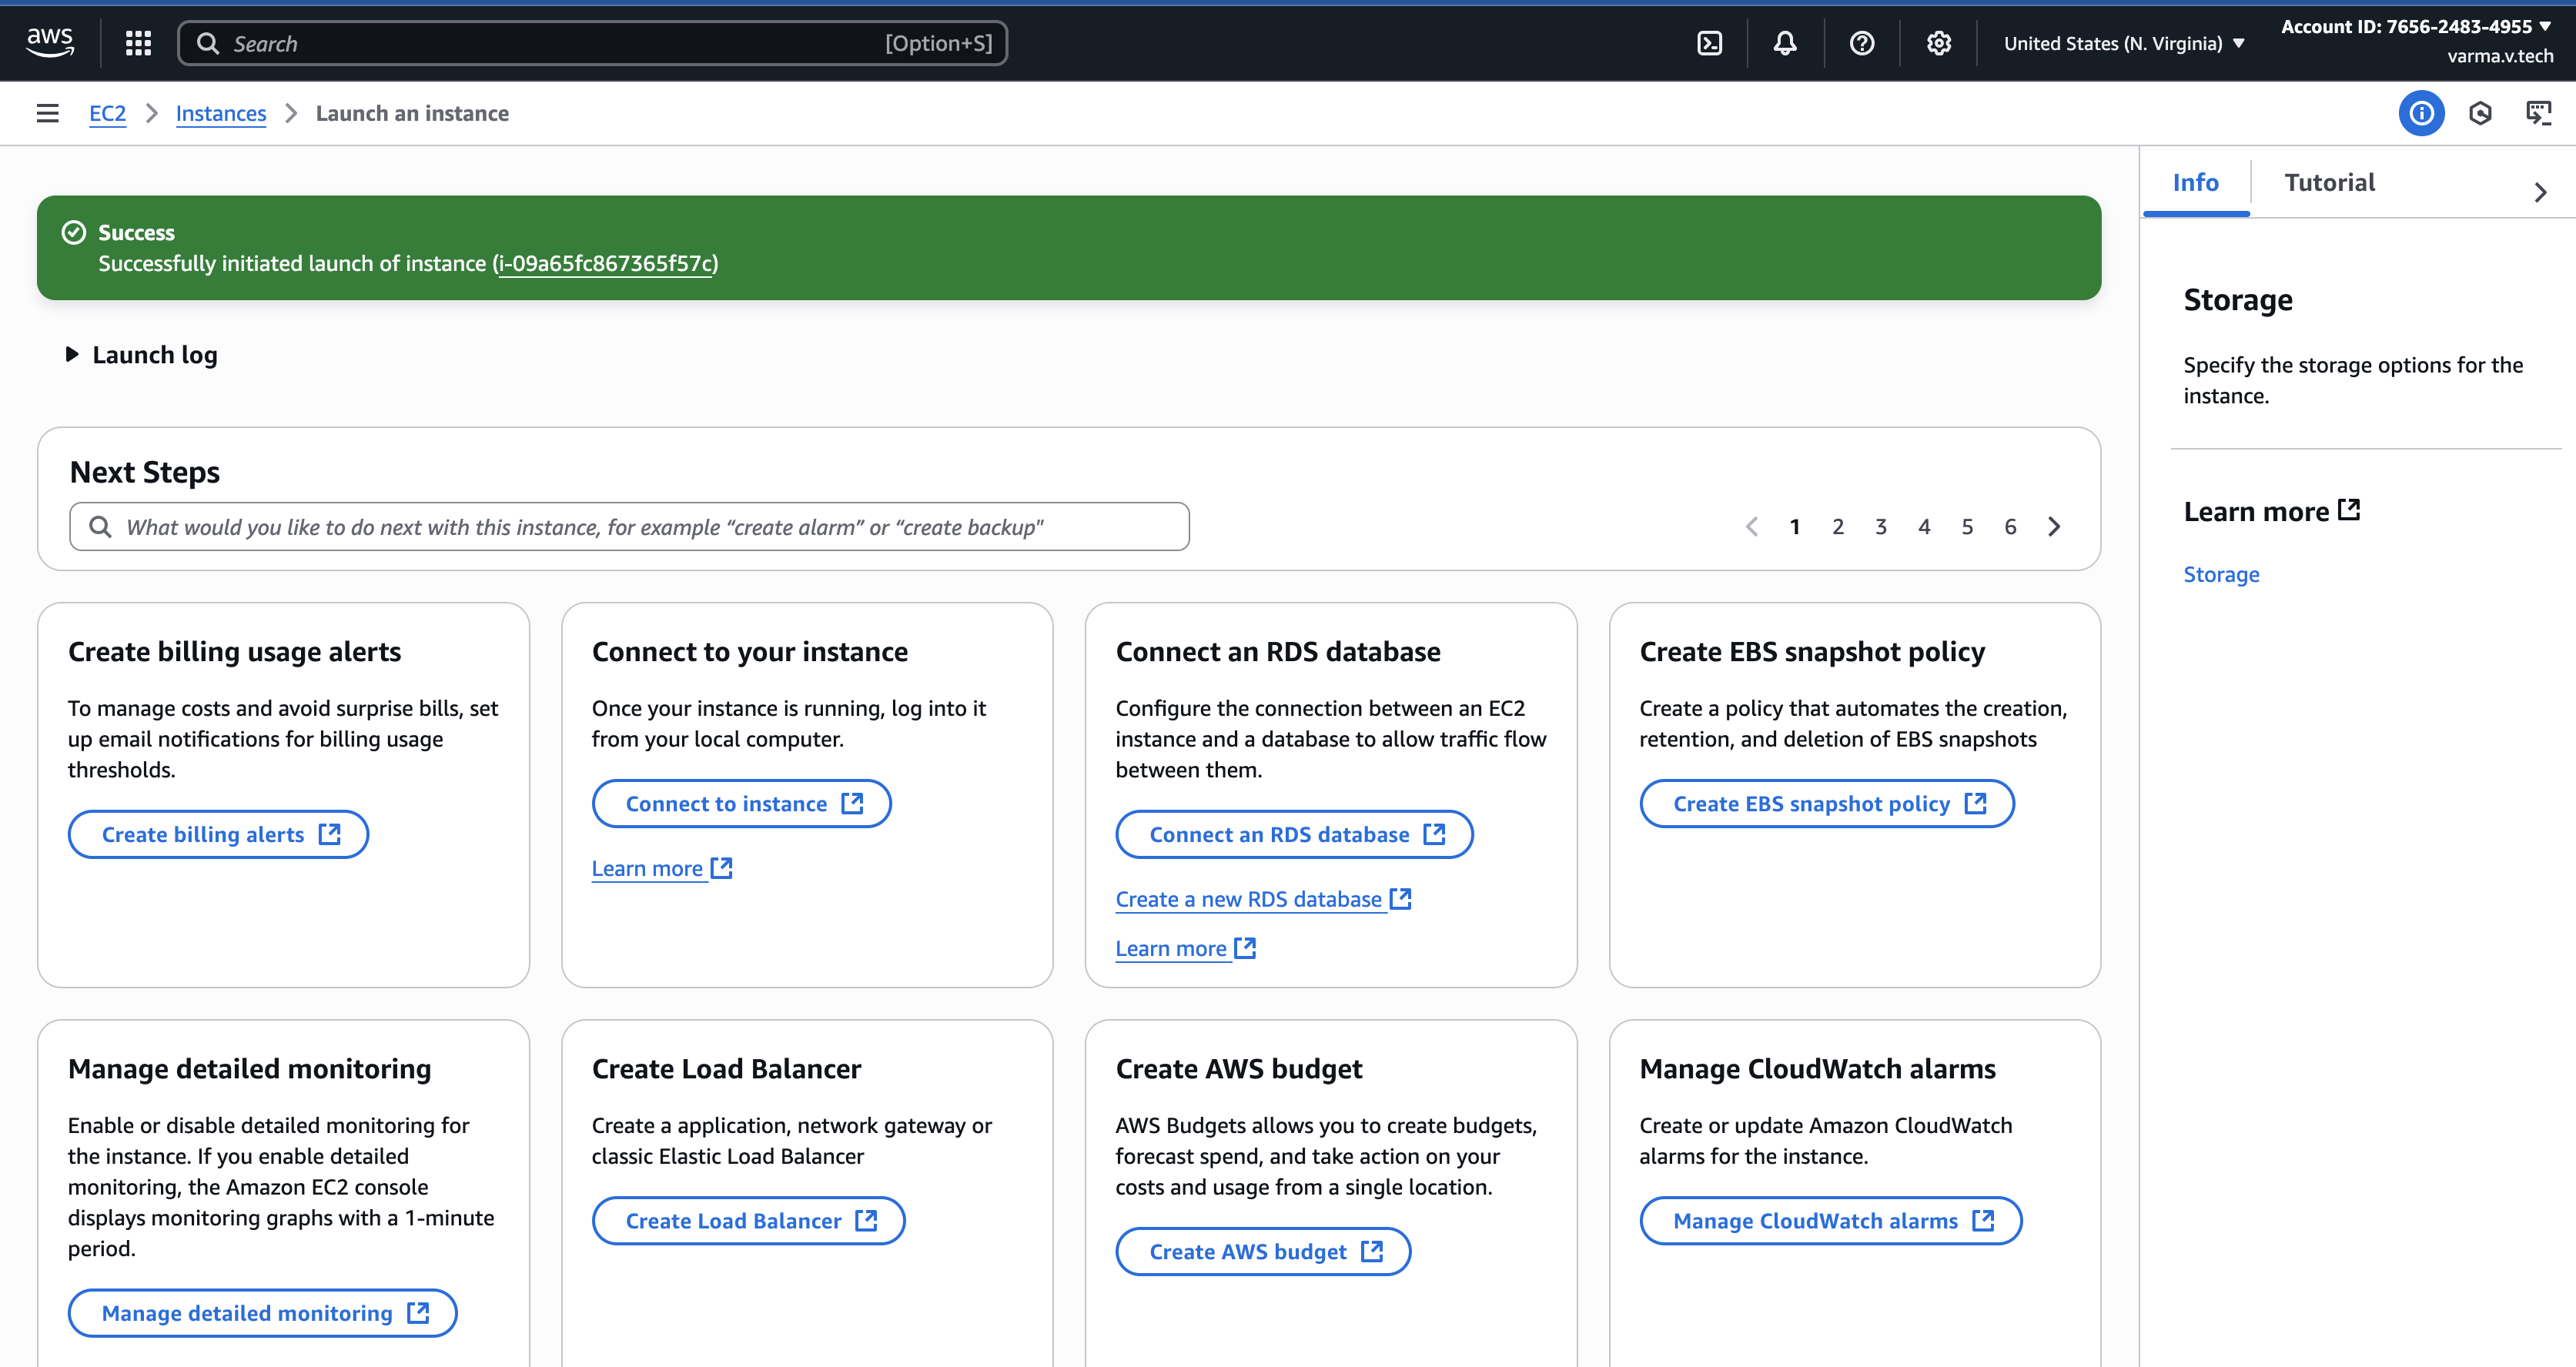 aws
Search [Option+S]
United States (N. Virginia)
Account ID: 7656-2483-4955
varma.v.tech
EC2
Instances
Launch an instance
Success
Successfully initiated launch of instance (i-09a65fc867365f57c)
Launch log
Next Steps
What would you like to do next with this instance, for example “create alarm” or “create backup"
1 2 3 4 5 6
Create billing usage alerts
To manage costs and avoid surprise bills, set
up email notifications for billing usage
thresholds.
Create billing alerts
Connect to your instance
Once your instance is running, log into it
from your local computer.
Connect to instance
Learn more
Connect an RDS database
Configure the connection between an EC2
instance and a database to allow traffic flow
between them.
Connect an RDS database
Create a new RDS database
Learn more
Create EBS snapshot policy
Create a policy that automates the creation,
retention, and deletion of EBS snapshots
Create EBS snapshot policy
Manage detailed monitoring
Enable or disable detailed monitoring for
the instance. If you enable detailed
monitoring, the Amazon EC2 console
displays monitoring graphs with a 1-minute
period.
Manage detailed monitoring
Create Load Balancer
Create a application, network gateway or
classic Elastic Load Balancer
Create Load Balancer
Create AWS budget
AWS Budgets allows you to create budgets,
forecast spend, and take action on your
costs and usage from a single location.
Create AWS budget
Manage CloudWatch alarms
Create or update Amazon CloudWatch
alarms for the instance.
Manage CloudWatch alarms
Info
Tutorial
Storage
Specify the storage options for the
instance.
Learn more
Storage